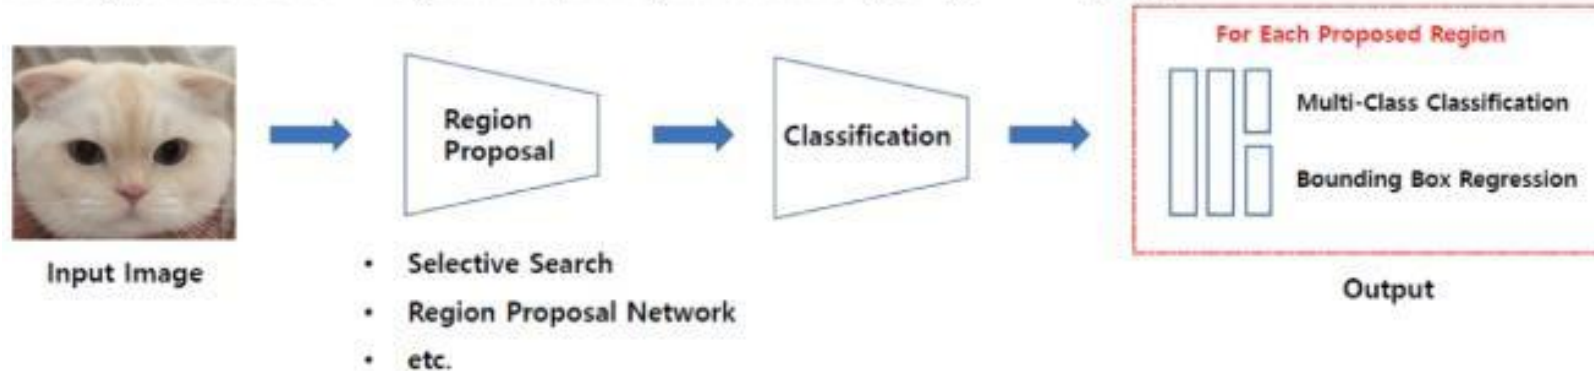 For Each Proposed Region
Region
Proposal
Classification
Multi-Class Classification
Bounding Box Regression
Input Image
• Selective Search
• Region Proposal Network
• etc.
Output